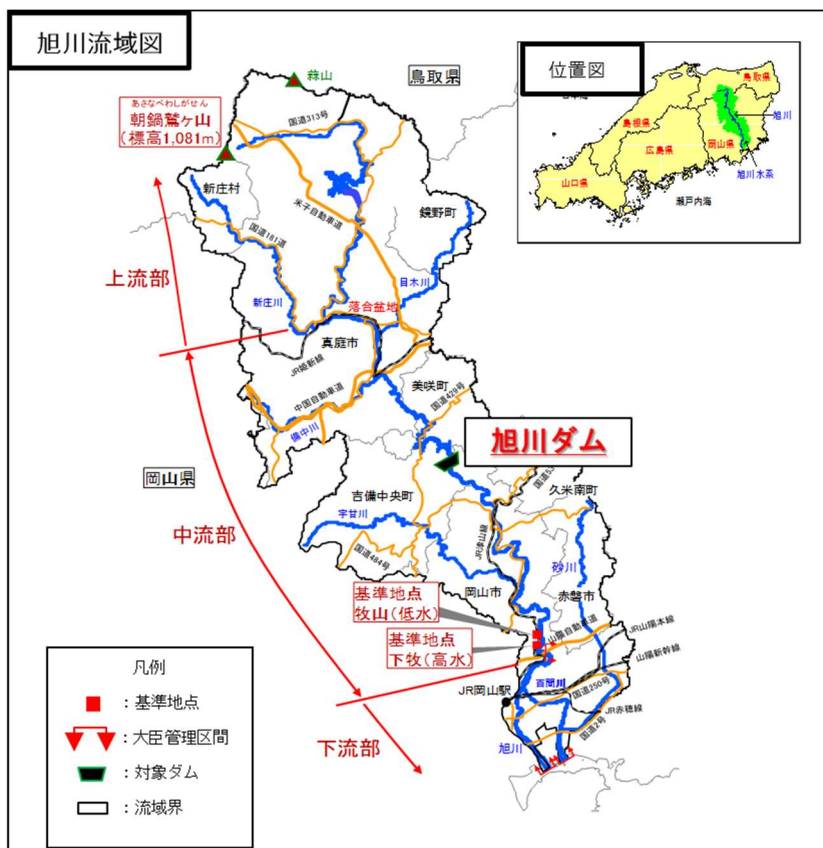 旭川流域図
位置図
鳥取県
島根県
岡山県
広島県
山口県
旭川
旭川水系
瀬戸内海
蒜山
鳥取県
あさなべわしがせん
朝鍋鷲ヶ山
(標高1,081m)
国道313号
新庄村
米子自動車道
鏡野町
国道181道
上流部
新庄川
目木川
落合盆地
真庭市
JR姫新線
美咲町
中国自動車道
国道429号
備中川
旭川ダム
岡山県
吉備中央町
久米南町
宇甘川
中流部
国道484号
JR津山線
砂川
岡山市
赤磐市
基準地点
牧山(低水)
基準地点
下牧(高水)
山陽自動車道
JR山陽本線
山陽新幹線
百間川
JR岡山駅
国道250号
JR赤穂線
国道2号
旭川
下流部
凡例
:基準地点
:大臣管理区間
:対象ダム
:流域界